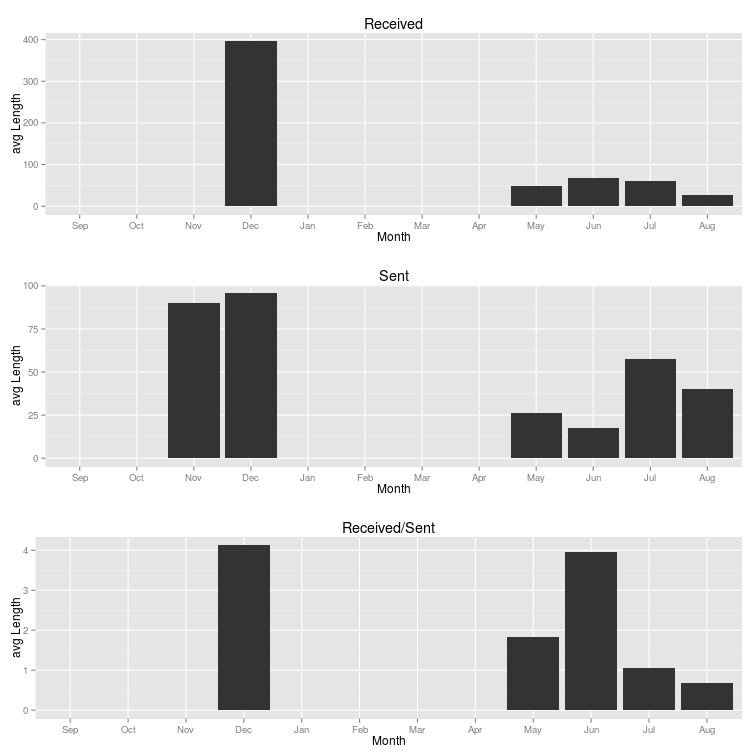 Received
400
300
200
100
0
avg Length
Sep Oct Nov Dec Jan Feb Mar Apr May Jun Jul Aug
Month
Sent
100
75
50
25
0
avg Length
Sep Oct Nov Dec Jan Feb Mar Apr May Jun Jul Aug
Month
Received/Sent
4
3
2
1
0
avg Length
Sep Oct Nov Dec Jan Feb Mar Apr May Jun Jul Aug
Month